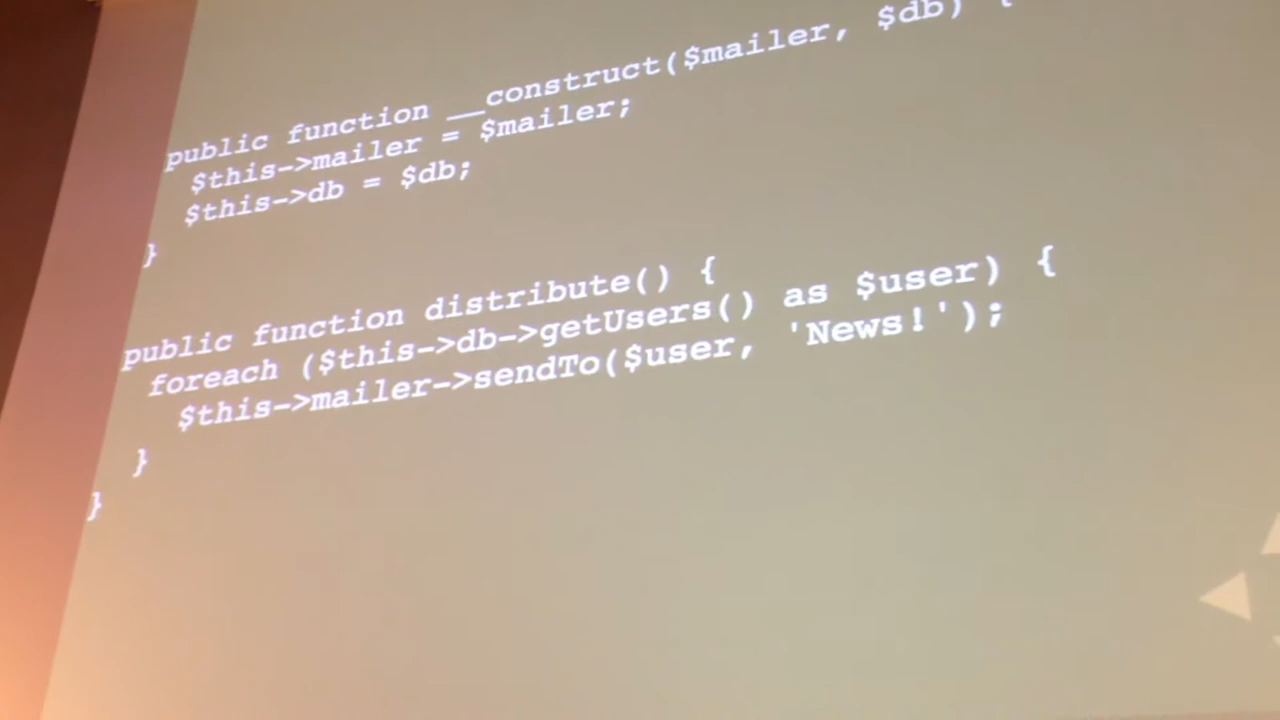 public function __construct($mailer, $db) {
$this->mailer = $mailer;
$this->db = $db;
}
public function distribute() {
foreach ($this->db->getUsers() as $user) {
$this->mailer->sendTo($user, 'News!');
}
}